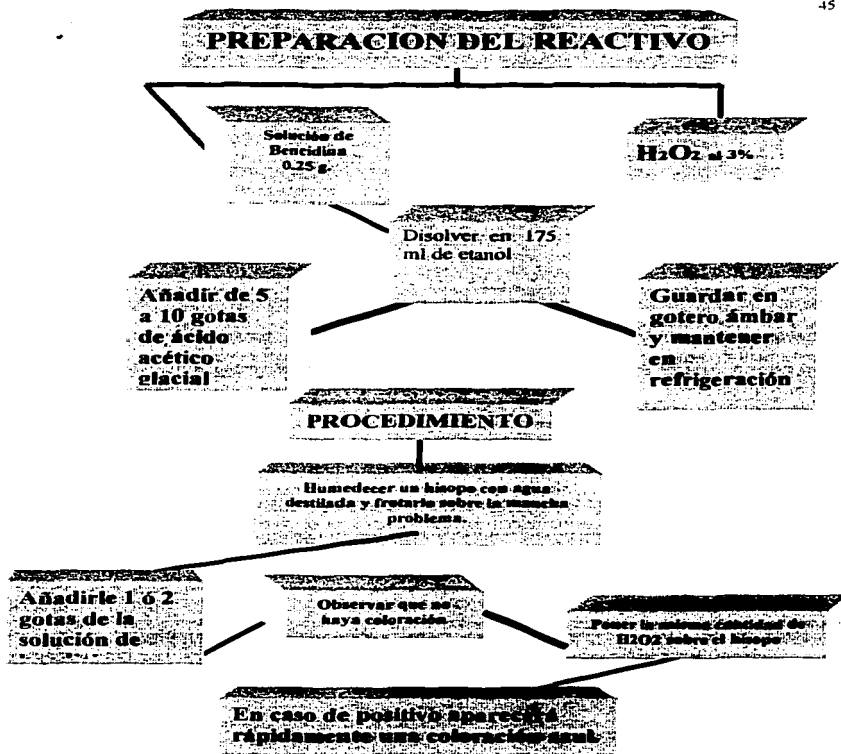 45
PREPARACION DEL REACTIVO
Solución de
Bencidina
0.25 g.
H2O2 al 3%
Disolver en 175
ml de etanol
Añadir de 5
a 10 gotas
de ácido
acético
glacial
Guardar en
gotero ámbar
y mantener
en
refrigeración
PROCEDIMIENTO
Humedecer un hisopo con agua
destilada y frotarlo sobre la mancha
problema.
Añadirle 1 ó 2
gotas de la
solución de
Observar que no
haya coloración
Poner la misma cantidad de
H2O2 sobre el hisopo
En caso de positivo aparecerá
rápidamente una coloración azul.